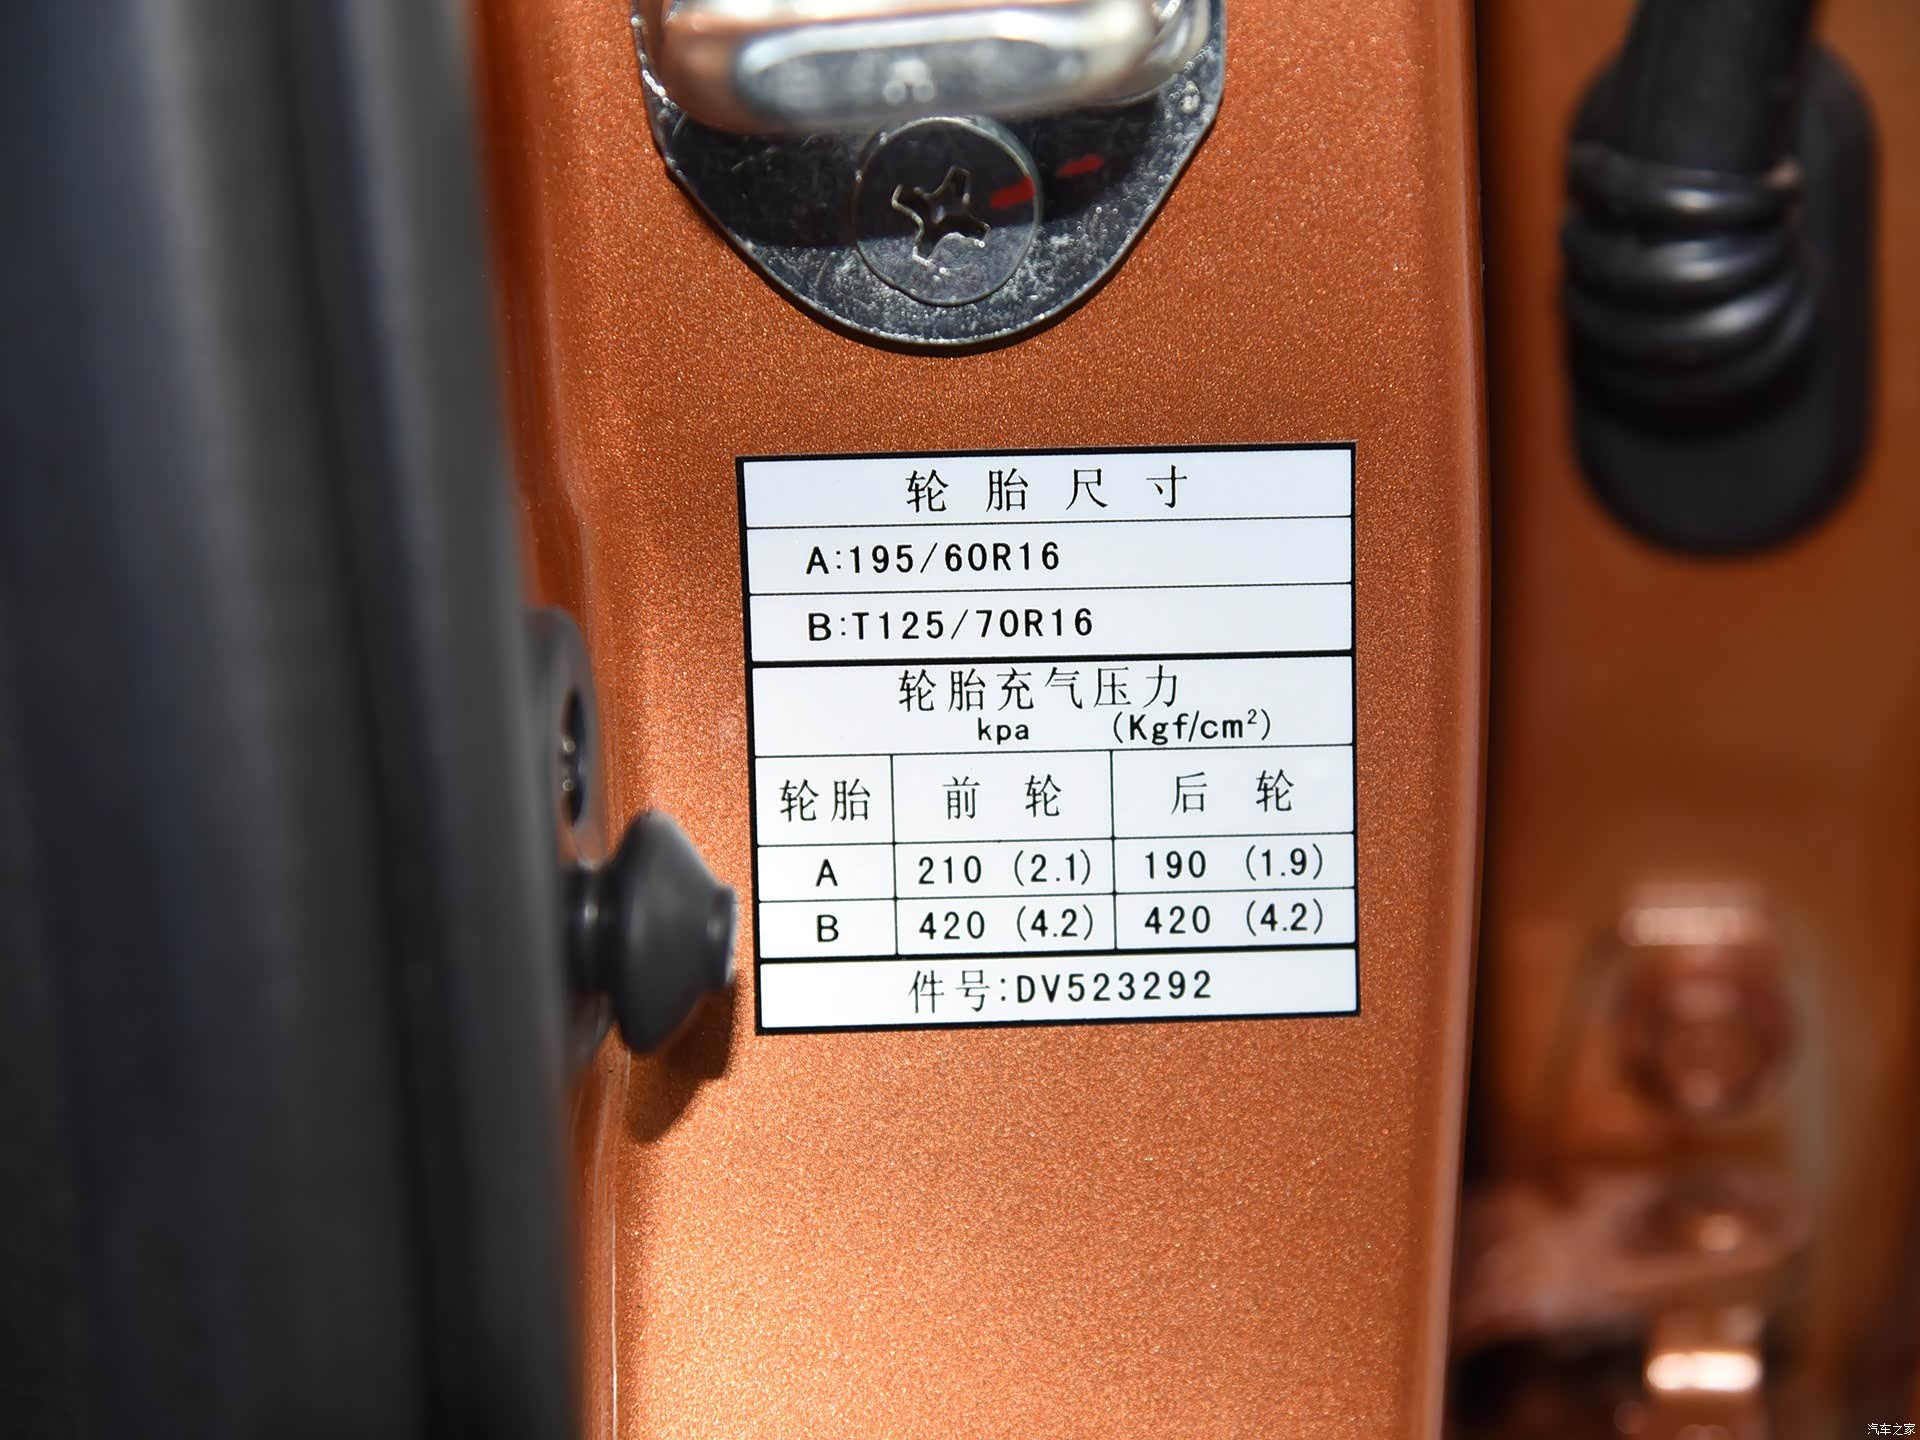 轮胎尺寸
A:195/60R16
B:T125/70R16
轮胎充气压力
kpa (Kgf/cm²)
轮胎 前轮 后轮
A 210 (2.1) 190 (1.9)
B 420 (4.2) 420 (4.2)
件号:DV523292
汽车之家